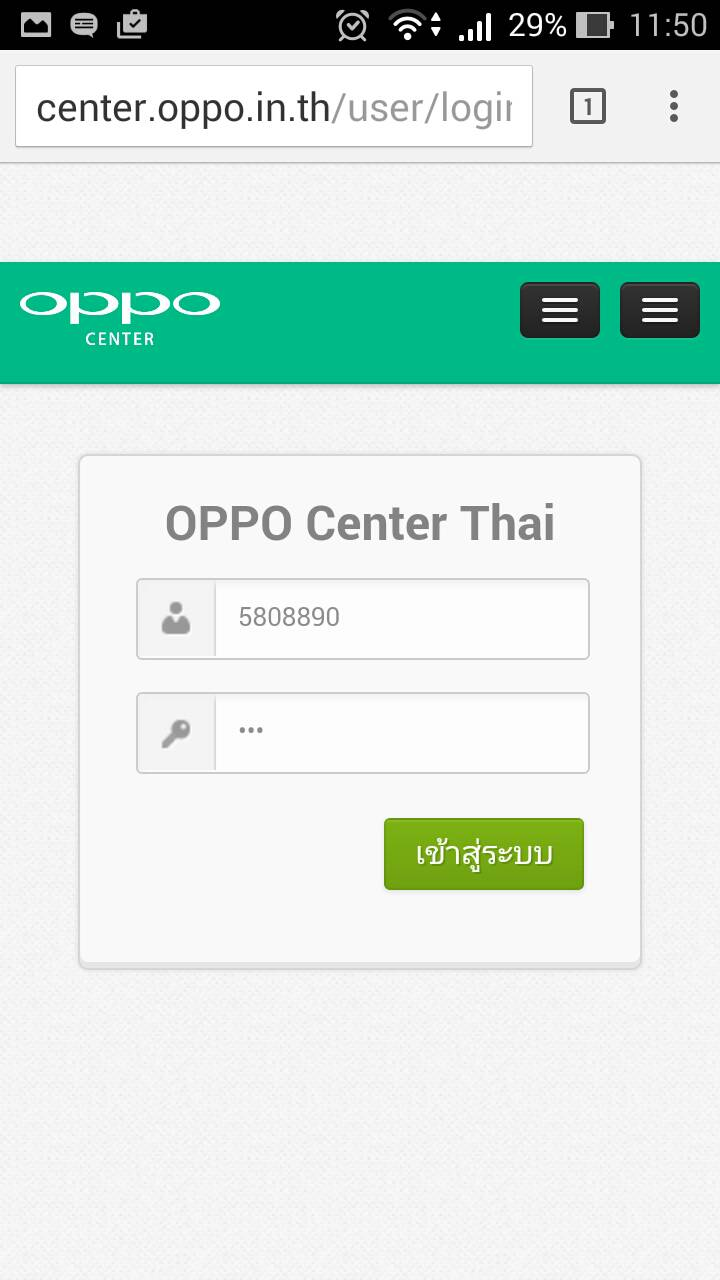 29% 11:50
center.oppo.in.th/user/login
1
oppo
CENTER
OPPO Center Thai
5808890
•••
เข้าสู่ระบบ